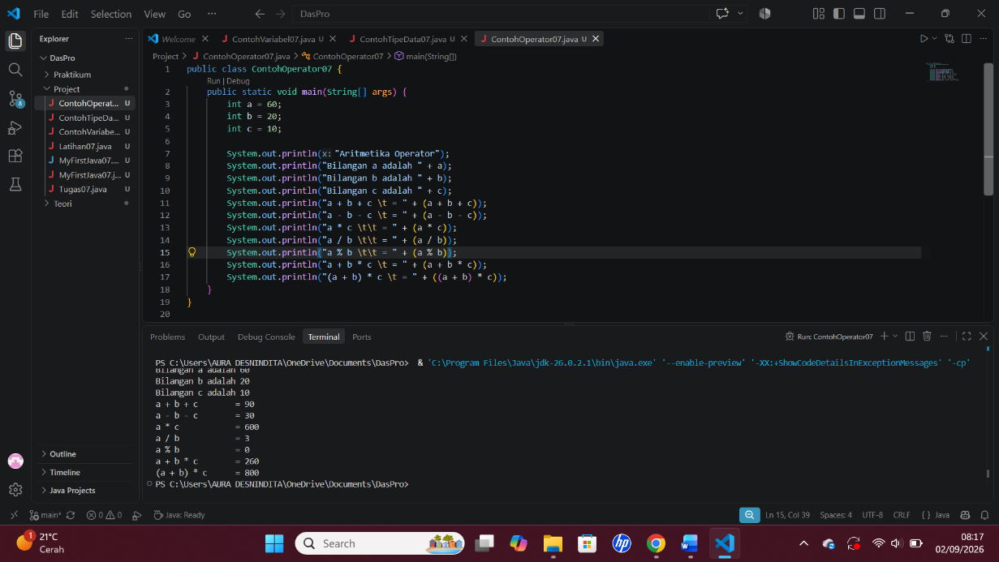 File Edit Selection View Go ··· DasPro
Explorer ···
DasPro
Praktikum
Project
ContohOperat... U
ContohTipeDa... U
ContohVariabe... U
Latihan07.java U
MyFirstJava07.... U
MyFirstJava07.j... U
Tugas07.java U
Teori
Outline
Timeline
Java Projects
Welcome ContohVariabel07.java U ContohTipeData07.java U ContohOperator07.java U
Project > ContohOperator07.java > ContohOperator07 > main(String[])
1 public class ContohOperator07 {
Run | Debug
2 public static void main(String[] args) {
3 int a = 60;
4 int b = 20;
5 int c = 10;
6
7 System.out.println(x: "Aritmetika Operator");
8 System.out.println("Bilangan a adalah " + a);
9 System.out.println("Bilangan b adalah " + b);
10 System.out.println("Bilangan c adalah " + c);
11 System.out.println("a + b + c \t = " + (a + b + c));
12 System.out.println("a - b - c \t = " + (a - b - c));
13 System.out.println("a * c \t\t = " + (a * c));
14 System.out.println("a / b \t\t = " + (a / b));
15 System.out.println("a % b \t\t = " + (a % b));
16 System.out.println("a + b * c \t = " + (a + b * c));
17 System.out.println("(a + b) * c \t = " + ((a + b) * c));
18 }
19 }
20
Problems Output Debug Console Terminal Ports Run: ContohOperator07
PS C:\Users\AURA DESNINDITA\OneDrive\Documents\DasPro> & 'C:\Program Files\Java\jdk-26.0.2.1\bin\java.exe' '--enable-preview' '-XX:+ShowCodeDetailsInExceptionMessages' '-cp'
Bilangan a adalah 60
Bilangan b adalah 20
Bilangan c adalah 10
a + b + c = 90
a - b - c = 30
a * c = 600
a / b = 3
a % b = 0
a + b * c = 260
(a + b) * c = 800
PS C:\Users\AURA DESNINDITA\OneDrive\Documents\DasPro>
main* 0 0 Java: Ready Ln 15, Col 39 Spaces: 4 UTF-8 CRLF {} Java
21°C
Cerah
Search
08:17
02/09/2026